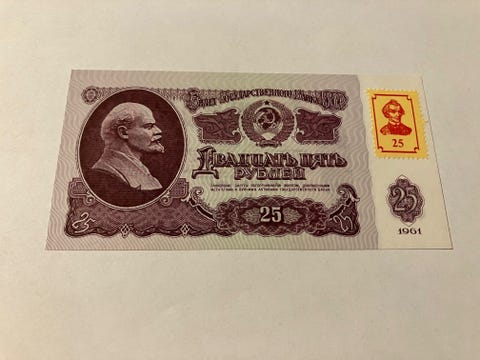 Билет Государственного Банка СССР
Двадцать пять
рублей
25
25
25
1961